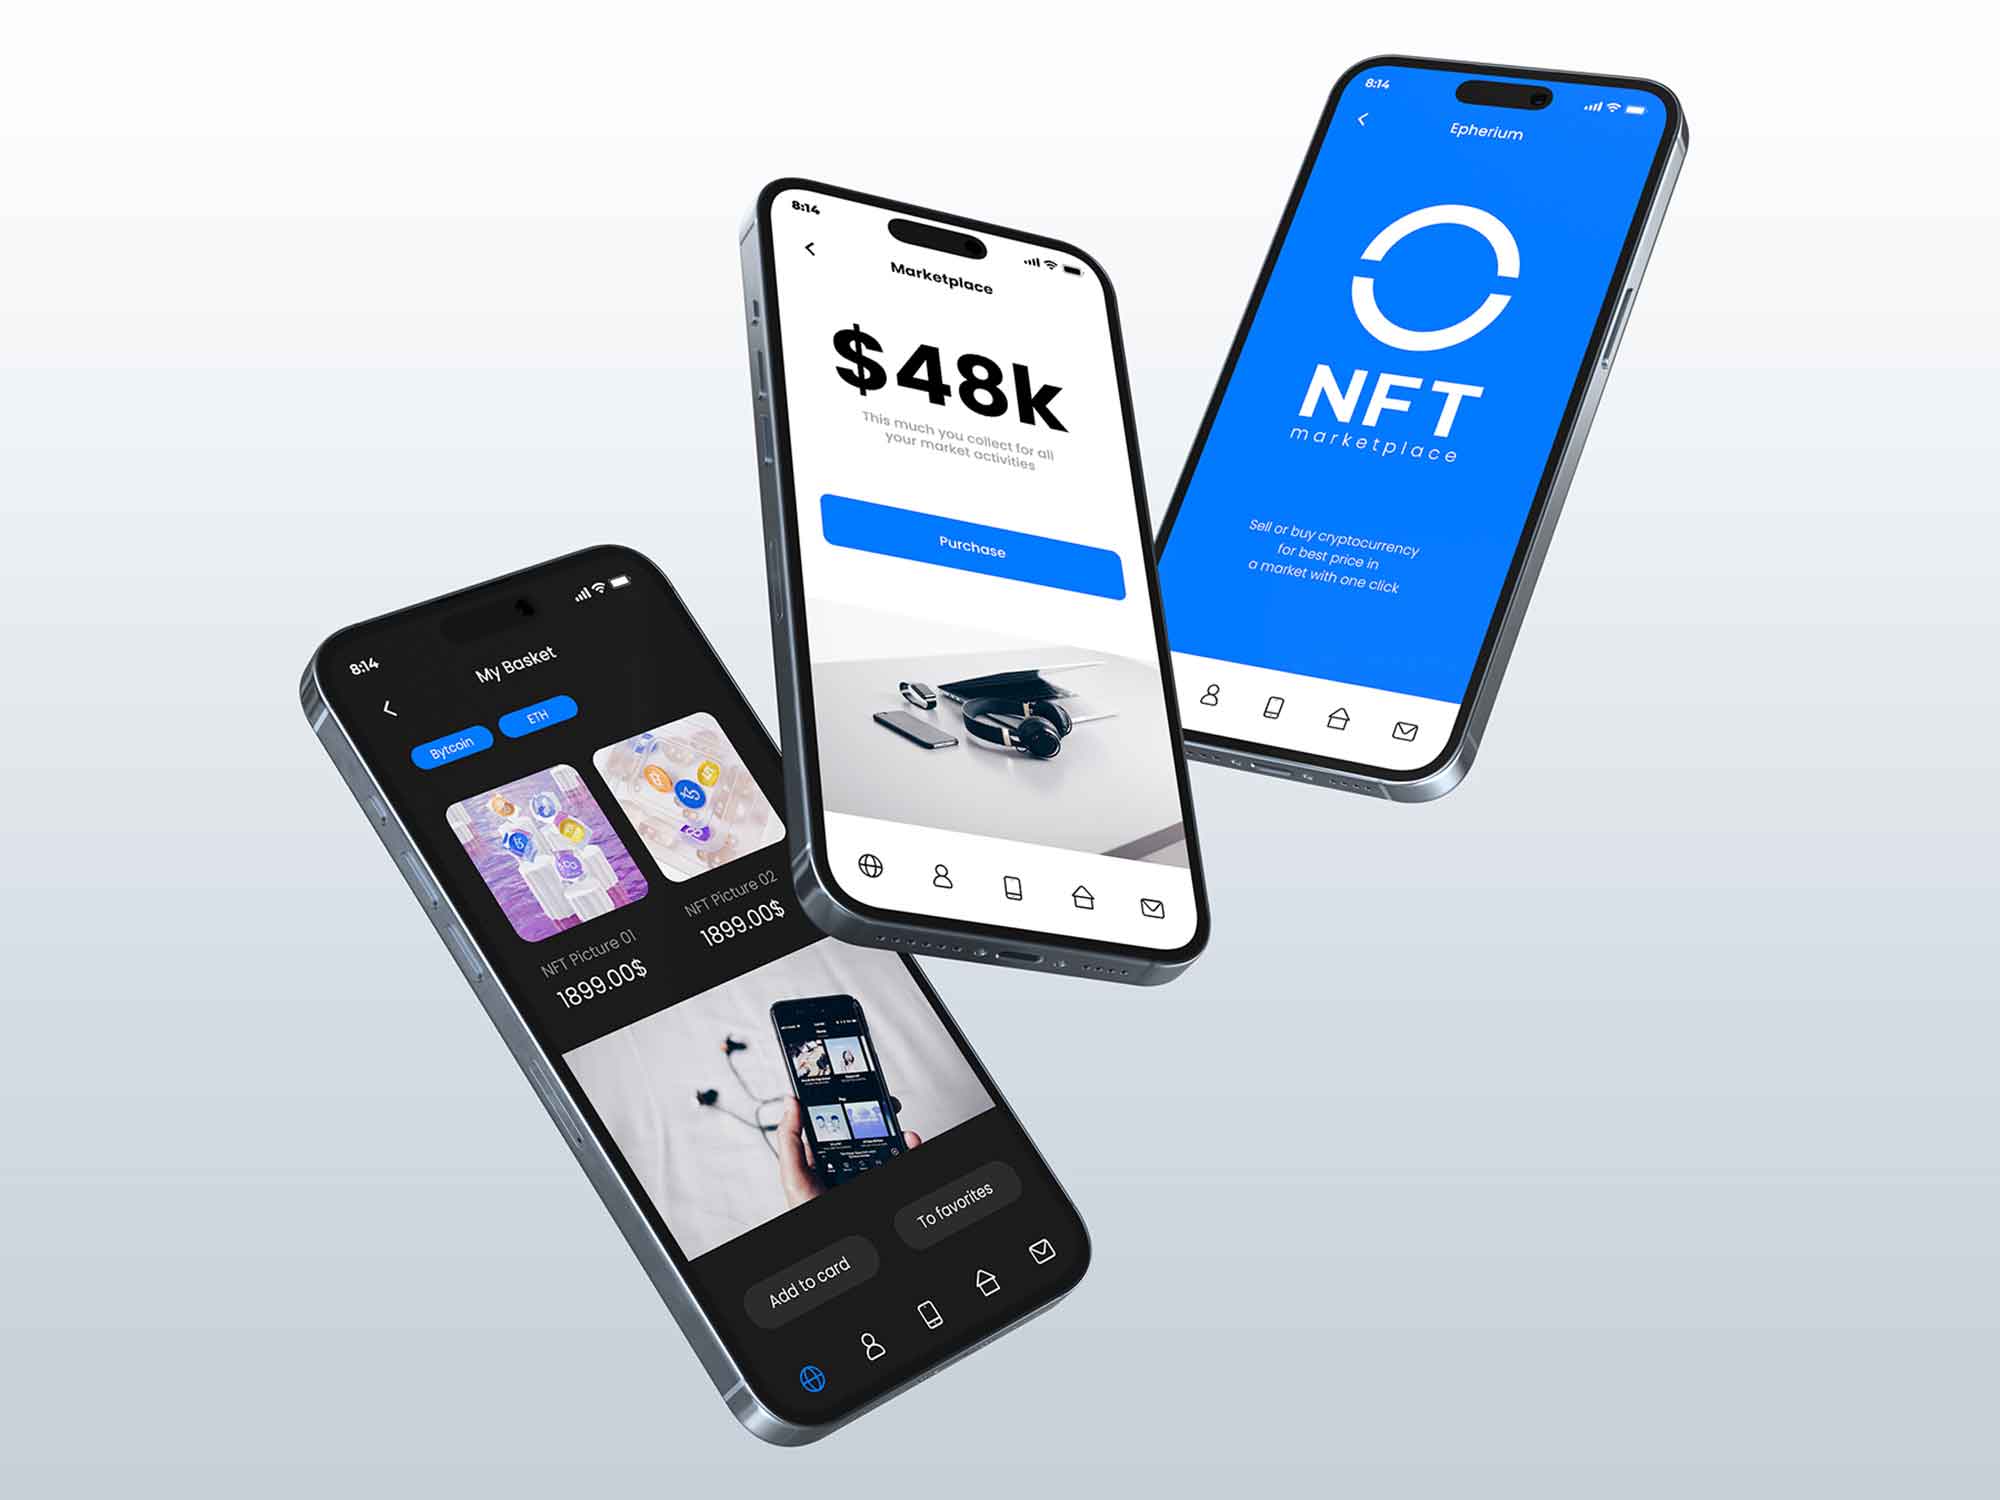 8:14
Epherium
NFT
marketplace
Sell or buy cryptocurrency
for best price in
a market with one click
8:14
Marketplace
$48k
This much you collect for all
your market activities
Purchase
8:14
My Basket
Bytcoin
ETH
NFT Picture 01
1899.00$
NFT Picture 02
1899.00$
Add to card
To favorites